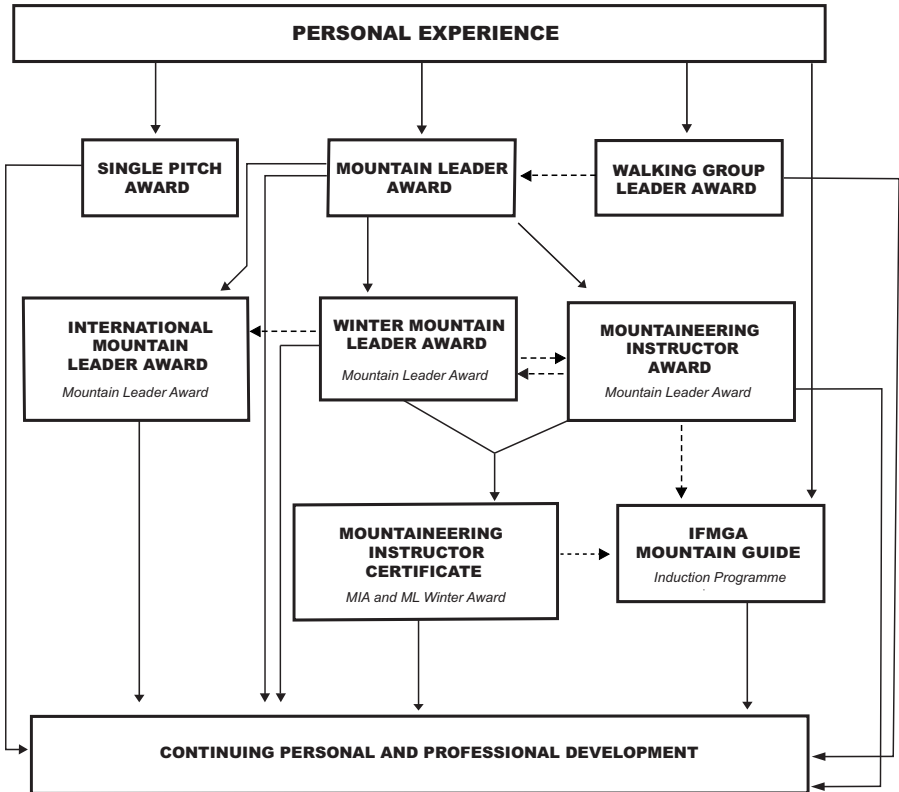 PERSONAL EXPERIENCE
SINGLE PITCH
AWARD
MOUNTAIN LEADER
AWARD
WALKING GROUP
LEADER AWARD
INTERNATIONAL
MOUNTAIN
LEADER AWARD
Mountain Leader Award
WINTER MOUNTAIN
LEADER AWARD
Mountain Leader Award
MOUNTAINEERING
INSTRUCTOR
AWARD
Mountain Leader Award
MOUNTAINEERING
INSTRUCTOR
CERTIFICATE
MIA and ML Winter Award
IFMGA
MOUNTAIN GUIDE
Induction Programme
CONTINUING PERSONAL AND PROFESSIONAL DEVELOPMENT